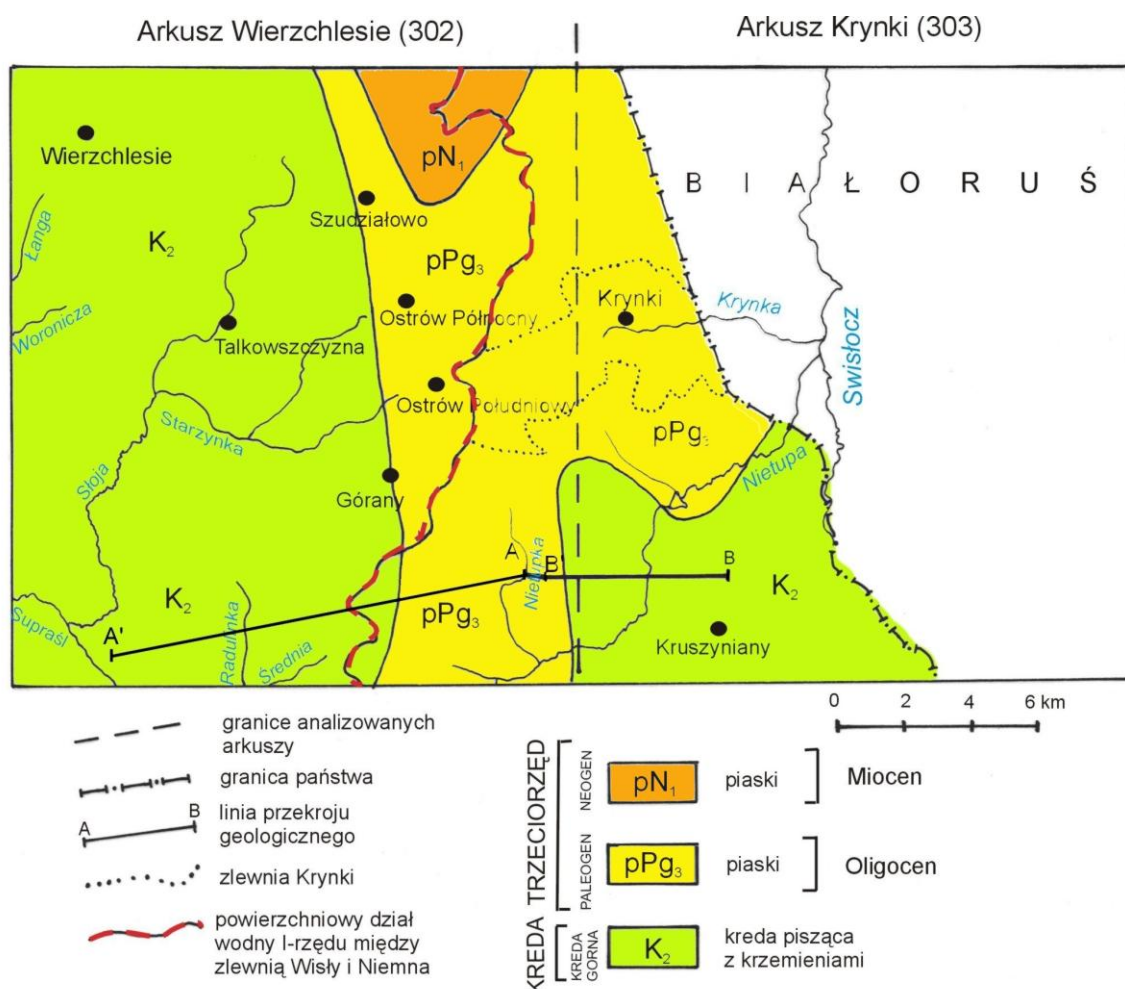 Arkusz Wierzchlesie (302)
Arkusz Krynki (303)
Wierzchlesie
pN₁
B I A Ł O R U Ś
Szudziałowo
Łanga
K₂
pPg₃
Krynki
Krynka
Ostrów Północny
Woronicza
Talkowszczyzna
Swisłocz
Ostrów Południowy
Starzynka
pPg₃
Nietupa
Słoja
Górany
A
B'
B
Nietupka
K₂
K₂
pPg₃
Supraśl
A'
Radulinka
Średnia
Kruszyniany
0 2 4 6 km
granice analizowanych
arkuszy
granica państwa
A B
linia przekroju
geologicznego
zlewnia Krynki
powierzchniowy dział
wodny I-rzędu między
zlewnią Wisły i Niemna
TRZECIORZĘD
NEOGEN
pN₁
piaski
Miocen
PALEOGEN
pPg₃
piaski
Oligocen
KREDA
KREDA
GORNA
K₂
kreda pisząca
z krzemieniami